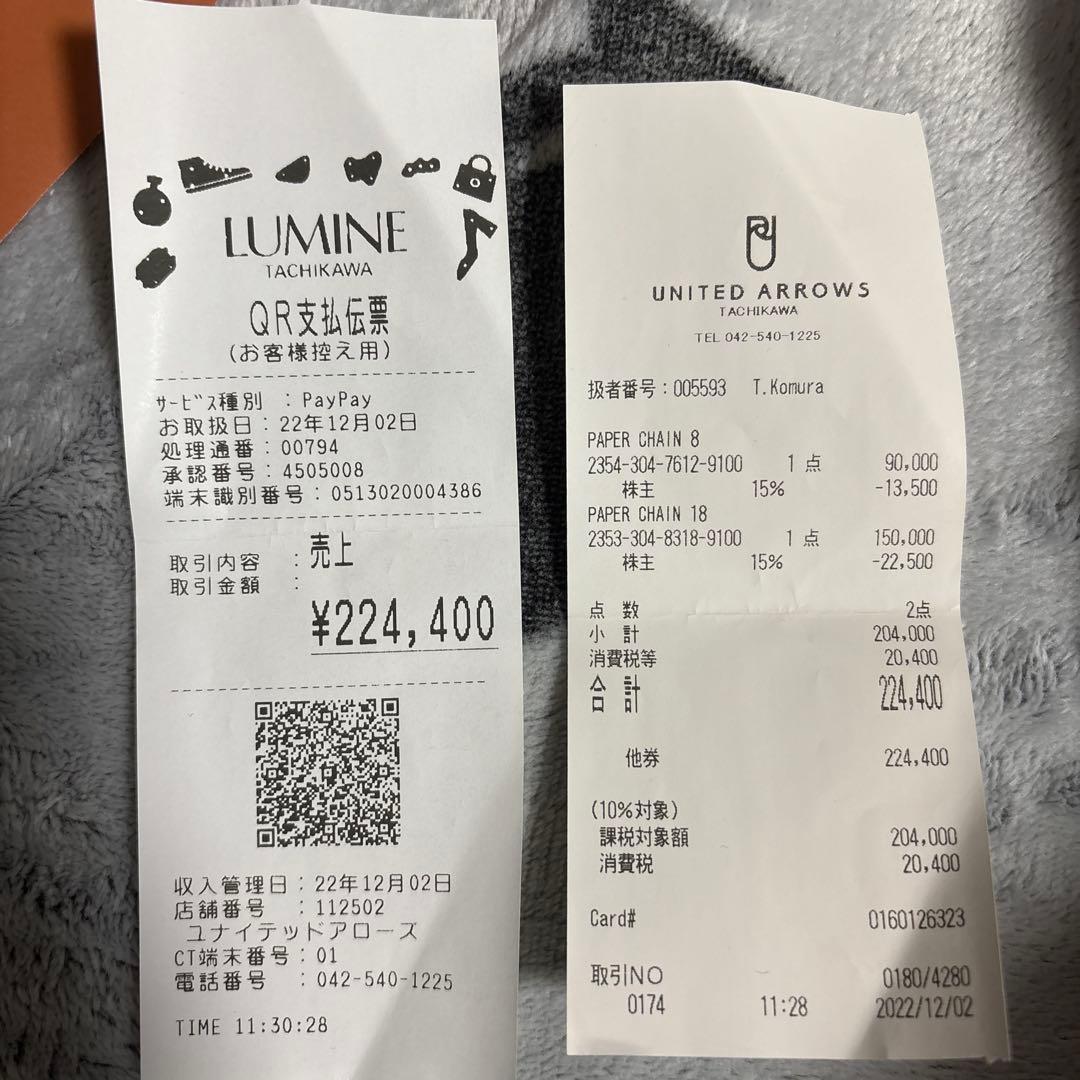 LUMINE
TACHIKAWA
QR支払伝票
(お客様控え用)
サービス種別 : PayPay
お取扱日 : 22年12月02日
処理通番 : 00794
承認番号 : 4505008
端末識別番号 : 0513020004386
取引内容 : 売上
取引金額 :
¥224,400
収入管理日 : 22年12月02日
店舗番号 : 112502
ユナイテッドアローズ
CT端末番号 : 01
電話番号 : 042-540-1225
TIME 11:30:28
UNITED ARROWS
TACHIKAWA
TEL 042-540-1225
扱者番号 : 005593 T.Komura
PAPER CHAIN 8
2354-304-7612-9100 1 点 90,000
株主 15% -13,500
PAPER CHAIN 18
2353-304-8318-9100 1 点 150,000
株主 15% -22,500
点 数 2点
小 計 204,000
消費税等 20,400
合 計 224,400
他券 224,400
(10%対象)
課税対象額 204,000
消費税 20,400
Card# 0160126323
取引NO 0180/4280
0174 11:28 2022/12/02